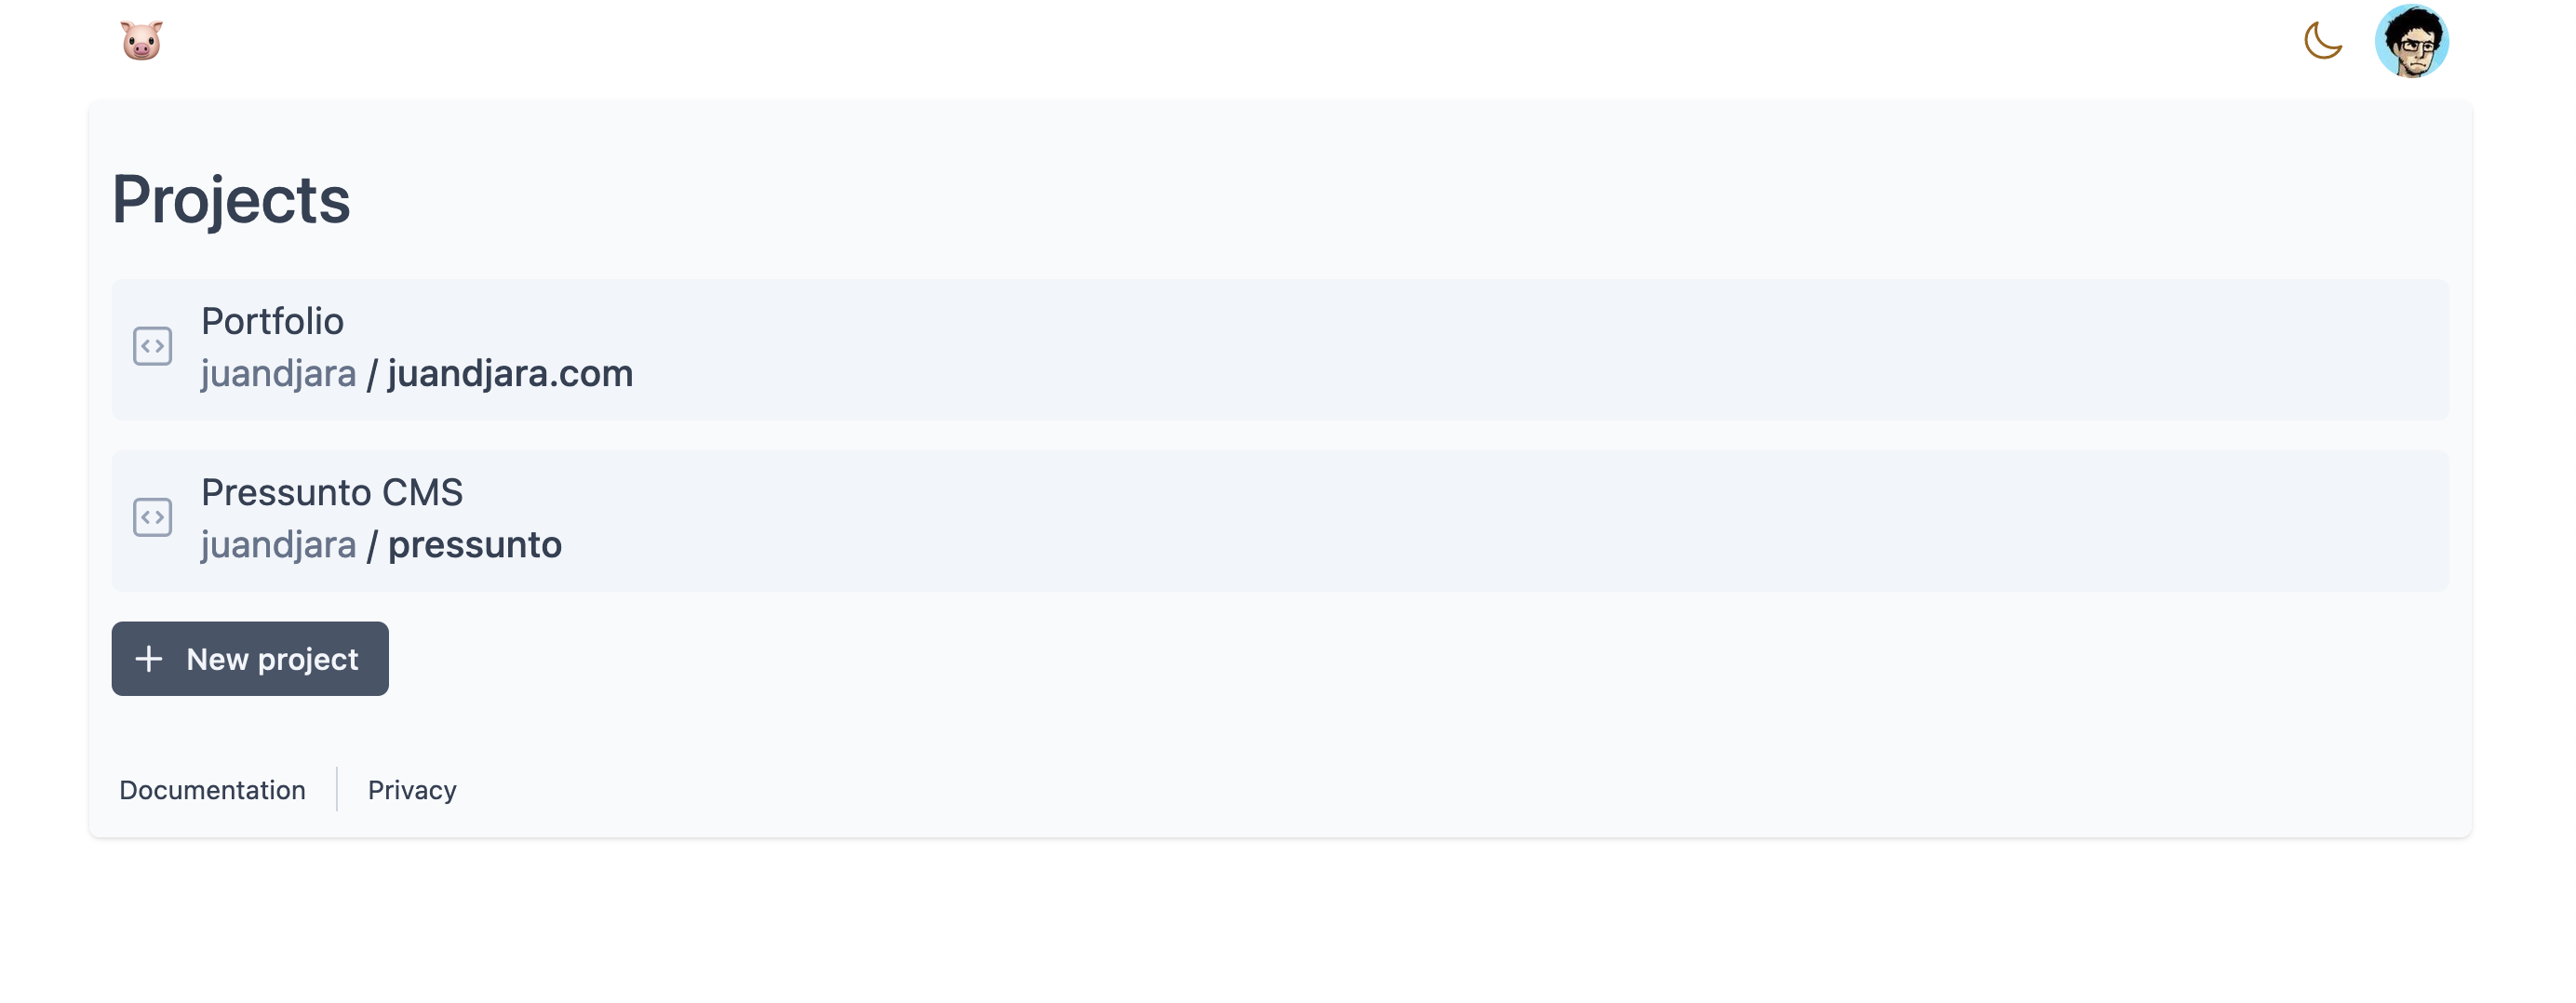 Projects
Portfolio
juandjara / juandjara.com
Pressunto CMS
juandjara / pressunto
New project
Documentation
Privacy